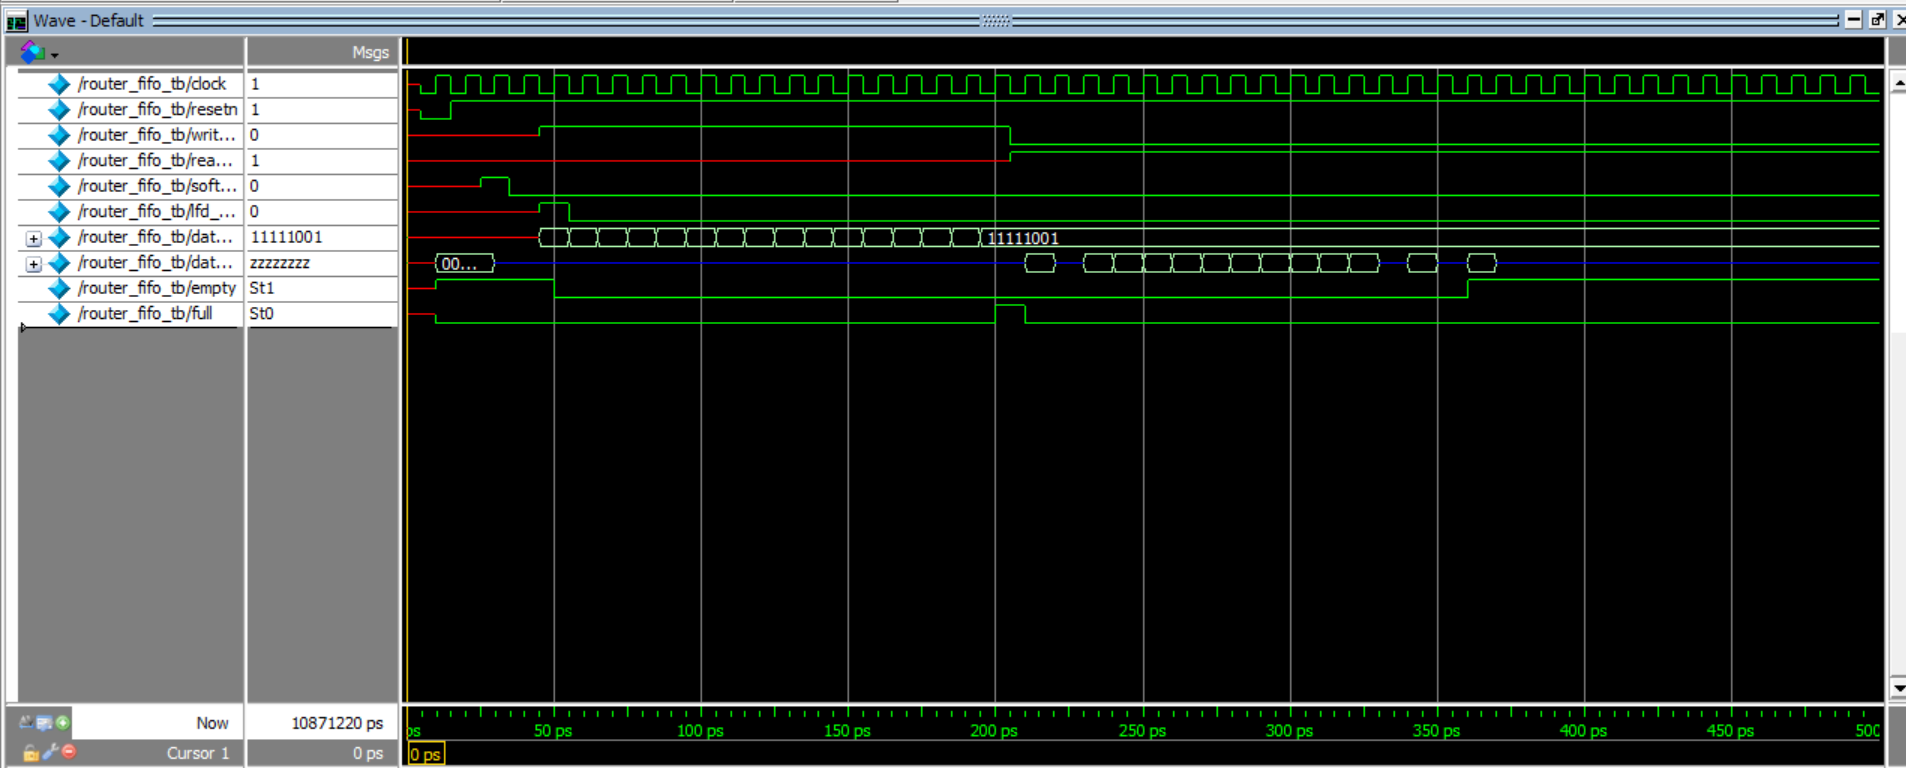 Wave - Default
Msgs
/router_fifo_tb/clock 1
/router_fifo_tb/resetn 1
/router_fifo_tb/writ... 0
/router_fifo_tb/rea... 1
/router_fifo_tb/soft... 0
/router_fifo_tb/lfd_... 0
/router_fifo_tb/dat... 11111001 11111001
/router_fifo_tb/dat... zzzzzzzz 00...
/router_fifo_tb/empty St1
/router_fifo_tb/full St0
Now 10871220 ps ps 50 ps 100 ps 150 ps 200 ps 250 ps 300 ps 350 ps 400 ps 450 ps 500
Cursor 1 0 ps 0 ps